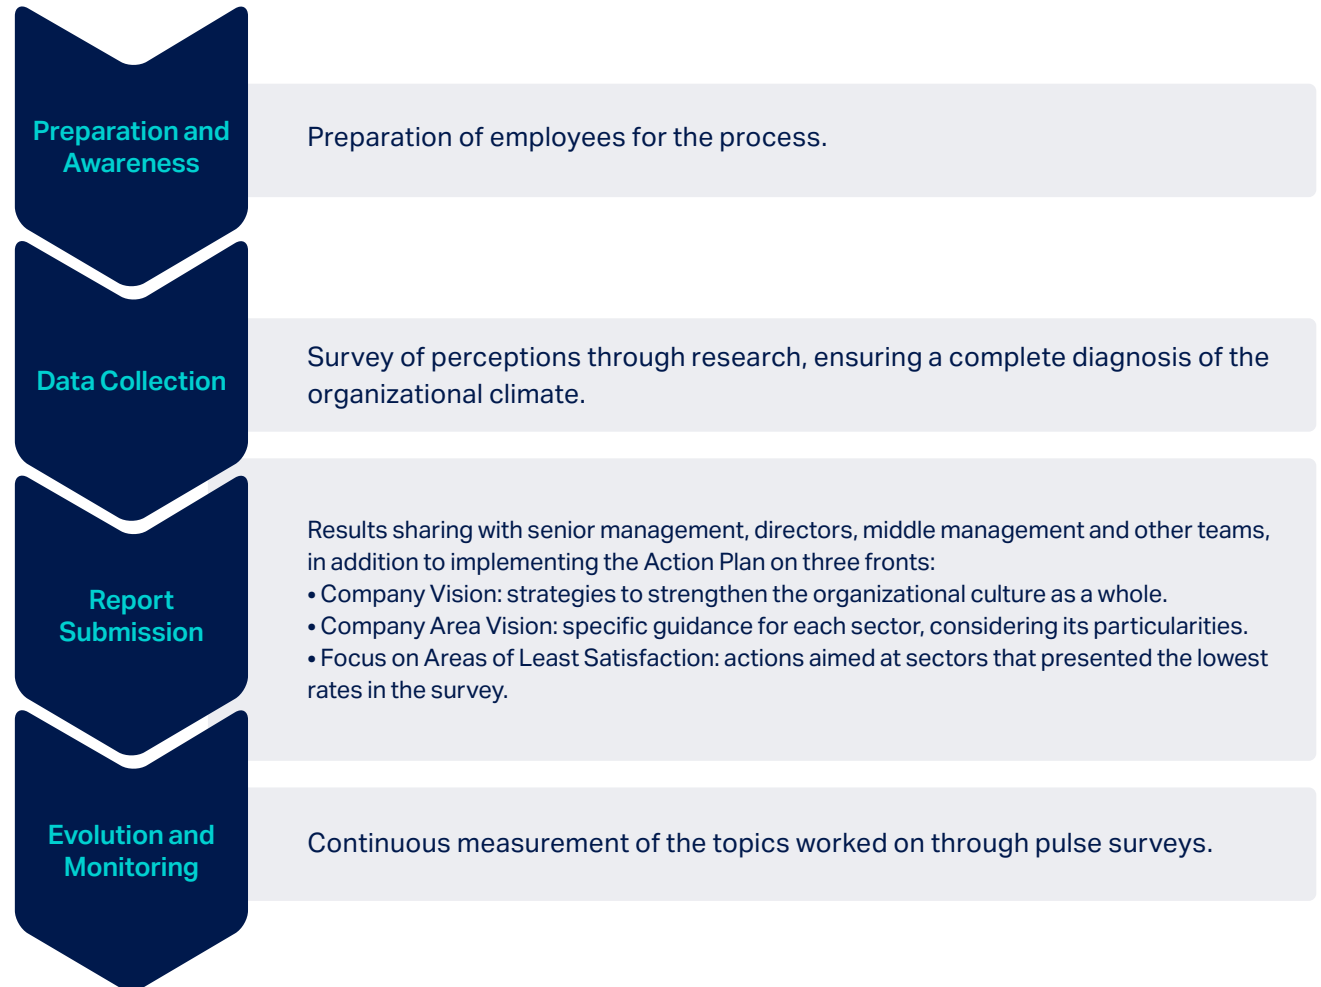 Preparation and
Awareness
Preparation of employees for the process.
Data Collection
Survey of perceptions through research, ensuring a complete diagnosis of the
organizational climate.
Report
Submission
Results sharing with senior management, directors, middle management and other teams,
in addition to implementing the Action Plan on three fronts:
• Company Vision: strategies to strengthen the organizational culture as a whole.
• Company Area Vision: specific guidance for each sector, considering its particularities.
• Focus on Areas of Least Satisfaction: actions aimed at sectors that presented the lowest
rates in the survey.
Evolution and
Monitoring
Continuous measurement of the topics worked on through pulse surveys.